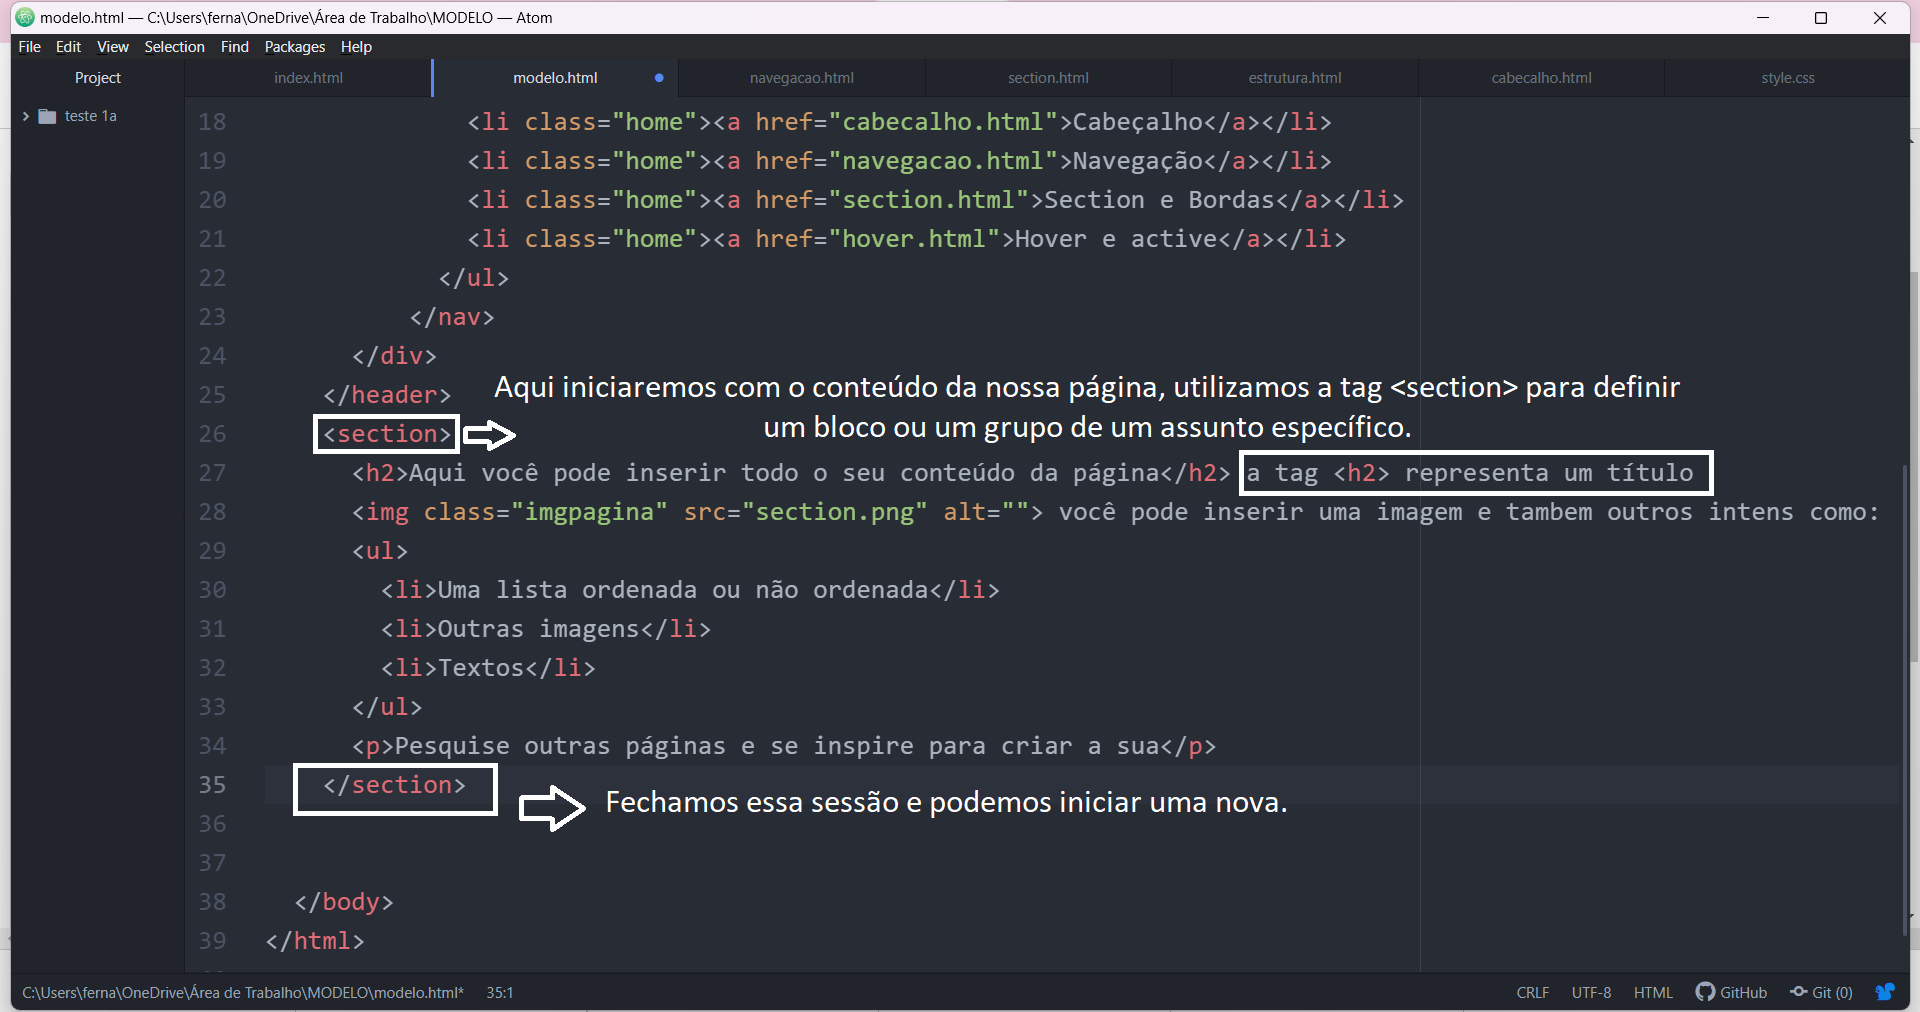 modelo.html — C:\Users\ferna\OneDrive\Área de Trabalho\MODELO — Atom
File Edit View Selection Find Packages Help
Project index.html modelo.html navegacao.html section.html estrutura.html cabecalho.html style.css
teste 1a
18 <li class="home"><a href="cabecalho.html">Cabeçalho</a></li>
19 <li class="home"><a href="navegacao.html">Navegação</a></li>
20 <li class="home"><a href="section.html">Section e Bordas</a></li>
21 <li class="home"><a href="hover.html">Hover e active</a></li>
22 </ul>
23 </nav>
24 </div>
25 </header>
Aqui iniciaremos com o conteúdo da nossa página, utilizamos a tag <section> para definir
um bloco ou um grupo de um assunto específico.
26 <section>
27 <h2>Aqui você pode inserir todo o seu conteúdo da página</h2> a tag <h2> representa um título
28 <img class="imgpagina" src="section.png" alt=""> você pode inserir uma imagem e tambem outros intens como:
29 <ul>
30 <li>Uma lista ordenada ou não ordenada</li>
31 <li>Outras imagens</li>
32 <li>Textos</li>
33 </ul>
34 <p>Pesquise outras páginas e se inspire para criar a sua</p>
35 </section>
Fechamos essa sessão e podemos iniciar uma nova.
36
37
38 </body>
39 </html>
C:\Users\ferna\OneDrive\Área de Trabalho\MODELO\modelo.html* 35:1 CRLF UTF-8 HTML GitHub Git (0)